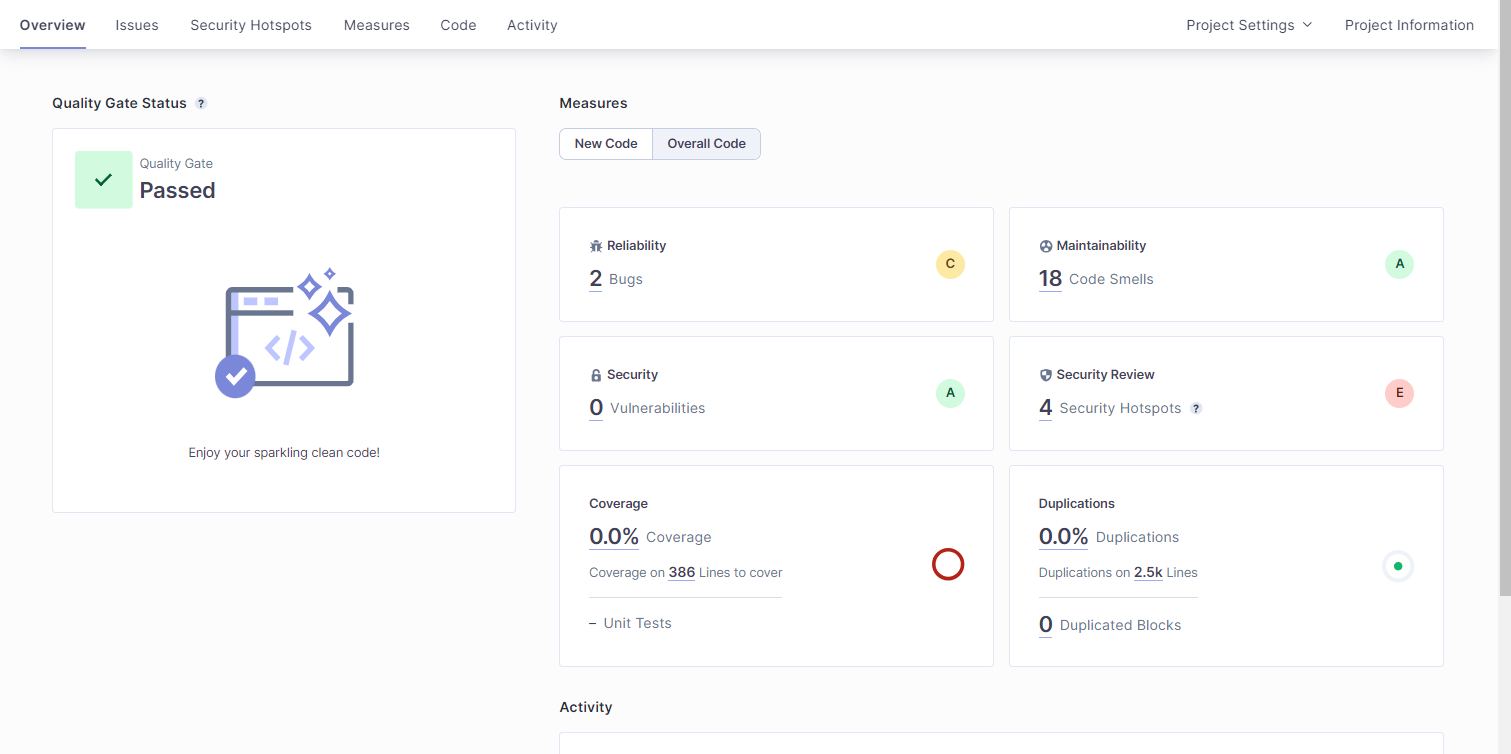 Overview Issues Security Hotspots Measures Code Activity Project Settings Project Information
Quality Gate Status ?
Quality Gate
Passed
Enjoy your sparkling clean code!
Measures
New Code Overall Code
Reliability
2 Bugs
C
Maintainability
18 Code Smells
A
Security
0 Vulnerabilities
A
Security Review
4 Security Hotspots ?
E
Coverage
0.0% Coverage
Coverage on 386 Lines to cover
– Unit Tests
Duplications
0.0% Duplications
Duplications on 2.5k Lines
0 Duplicated Blocks
Activity